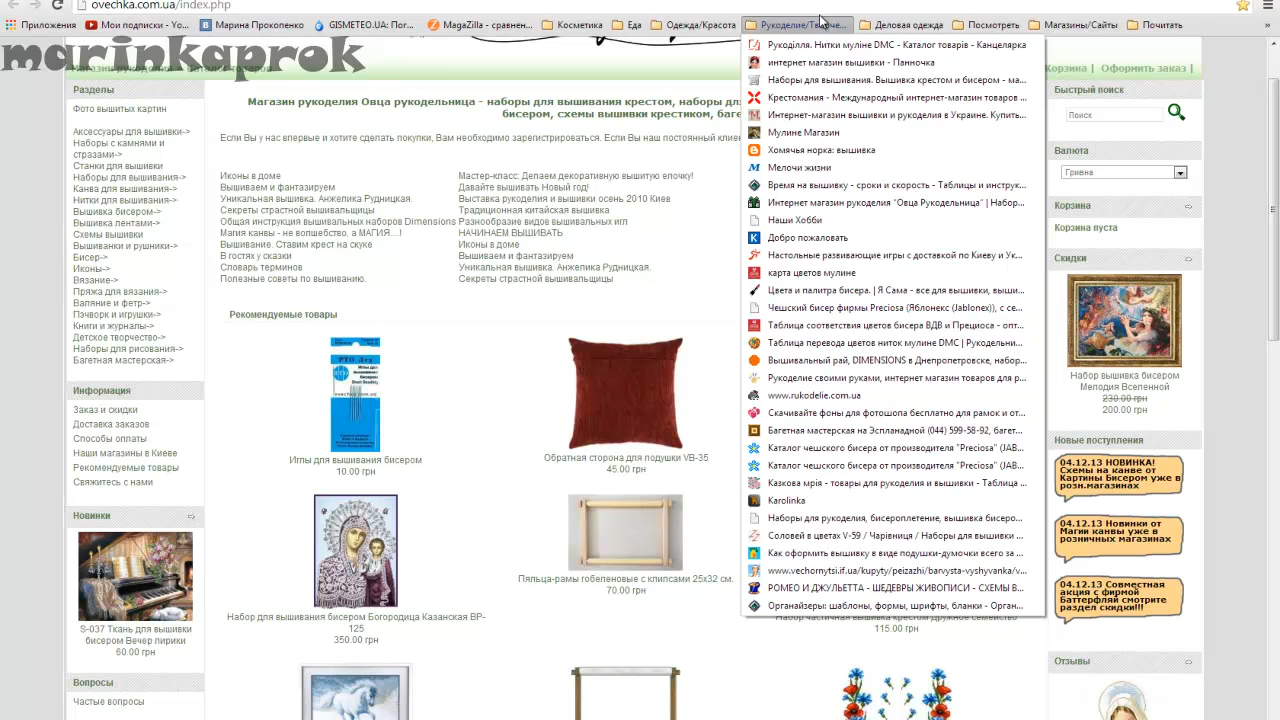 ovechka.com.ua/index.php
Сервисы
Мои подписки - Yo...
В
Марина Прокопенко
GISMETEO.UA: Пог...
MagaZilla - сравнен...
Косметика
Еда
Одежда/Красота
Рукоделие/Тв
Деловая одежда
Посмотреть
Магазины/Сайты
Почитать
»
marinkaprok
Корзина | Оформить заказ |
Разделы
Фото вышитых картин
Аксессуары для вышивки->
Наборы с камнями и
стразами->
Станки для вышивки
Наборы для вышивания->
Канва для вышивания->
Нитки для вышивания->
Вышивка бисером->
Вышивка лентами->
Схемы вышивки
Вышиванки и рушники->
Бисер->
Иконы->
Вязание->
Пряжа для вязания->
Валяние и фетр->
Пэчворк и игрушки->
Книги и журналы->
Детское творчество->
Наборы для рисования->
Багетная мастерская->
Информация
Заказ и скидки
Доставка заказов
Способы оплаты
Наши магазины в Киеве
Рекомендуемые товары
Свяжитесь с нами
Новинки
S-037 Ткань для вышивки
бисером Вечер лирики
60.00 грн
Вопросы
Частые вопросы
Магазин рукоделия Овца рукодельница - наборы для вышивания крестом, наборы дл
бисером, схемы вышивки крестиком, баге
Если Вы у нас впервые и хотите сделать покупки, Вам необходимо зарегистрироваться. Если Вы наш постоянный клиен
Иконы в доме
Вышиваем и фантазируем
Уникальная вышивка. Анжелика Рудницкая.
Секреты страстной вышивальщицы
Общая инструкция вышивальных наборов Dimensions
Магия канвы - не волшебство, а МАГИЯ…!
Вышивание. Ставим крест на скуке
В гостях у сказки
Словарь терминов
Полезные советы по вышиванию.
Мастер-класс: Делаем декоративную вышитую елочку!
Давайте вышивать Новый год!
Выставка рукоделия и вышивки осень 2010 Киев
Традиционная китайская вышивка
Разнообразие видов вышивальных игл
НАЧИНАЕМ ВЫШИВАТЬ
Иконы в доме
Вышиваем и фантазируем
Уникальная вышивка. Анжелика Рудницкая.
Секреты страстной вышивальщицы
Рекомендуемые товары
Иглы для вышивания бисером
10.00 грн
Обратная сторона для подушки VB-35
45.00 грн
Набор для вышивания бисером Богородица Казанская ВР-
125
350.00 грн
Пяльца-рамы гобеленовые с клипсами 25x32 см.
70.00 грн
Набор частичная вышивка крестом Дружное семейство
115.00 грн
Рукоділля. Нитки муліне DMC - Каталог товарів - Канцелярка
интернет магазин вышивки - Панночка
Наборы для вышивания. Вышивка крестом и бисером - ма...
Крестомания - Международный интернет-магазин товаров ...
Интернет-магазин вышивки и рукоделия в Украине. Купить...
Мулине Магазин
Хомячья норка: вышивка
Мелочи жизни
Время на вышивку - сроки и скорость - Таблицы и инструк...
Интернет магазин рукоделия "Овца Рукодельница" | Набор...
Наши Хобби
Добро пожаловать
Настольные развивающие игры с доставкой по Киеву и Ук...
карта цветов мулине
Цвета и палитра бисера. | Я Сама - все для вышивки, выши...
Чешский бисер фирмы Preciosa (Яблонекс (Jablonex)), с се...
Таблица соответствия цветов бисера ВДВ и Прециоса - опт...
Таблица перевода цветов ниток мулине DMC | Рукодельни...
Вышивальный рай, DIMENSIONS в Днепропетровске, набор...
Рукоделие своими руками, интернет магазин товаров для р...
www.rukodelie.com.ua
Скачивайте фоны для фотошопа бесплатно для рамок и от...
Багетная мастерская на Эспланадной (044) 599-58-92, багет...
Каталог чешского бисера от производителя "Preciosa" (JAB...
Каталог чешского бисера от производителя "Preciosa" (JAB...
Казкова мрія - товары для рукоделия и вышивки - Таблица ...
Karolinka
Наборы для рукоделия, бисероплетение, вышивка бисеро...
Соловей в цветах V-59 / Чарівниця / Наборы для вышивки ...
Как оформить вышивку в виде подушки-думочки всего за ...
www.vechornytsi.if.ua/kupyty/peizazhi/barvysta-vyshyvanka/v...
РОМЕО И ДЖУЛЬЕТТА - ШЕДЕВРЫ ЖИВОПИСИ - СХЕМЫ В...
Органайзеры: шаблоны, формы, шрифты, бланки - Орган...
Быстрый поиск
Поиск
Валюта
Гривна
Корзина
Корзина пуста
Скидки
Набор вышивка бисером
Мелодия Вселенной
230.00 грн
200.00 грн
Новые поступления
04.12.13 НОВИНКА!
Схемы на канве от
Картины Бисером уже в
розн.магазинах
04.12.13 Новинки от
Магии канвы уже в
розничных магазинах
04.12.13 Совместная
акция с фирмой
Баттерфляй смотрите
раздел скидки!!!
Отзывы